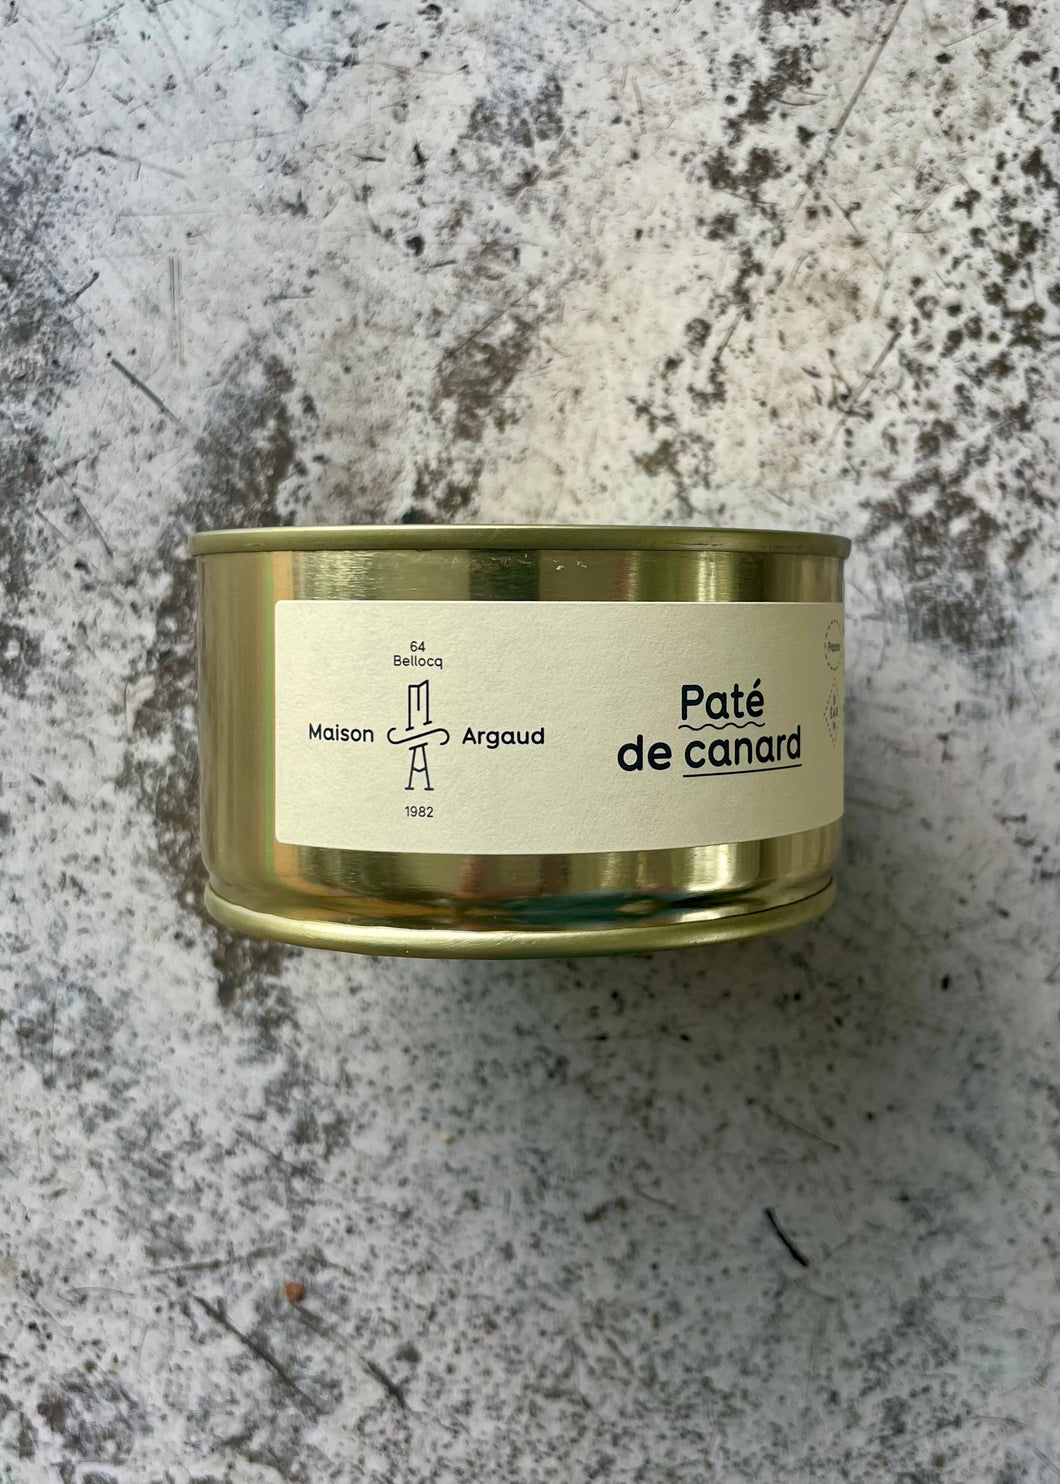 64
Bellocq
M
Maison Argaud
A
1982
Paté
de canard